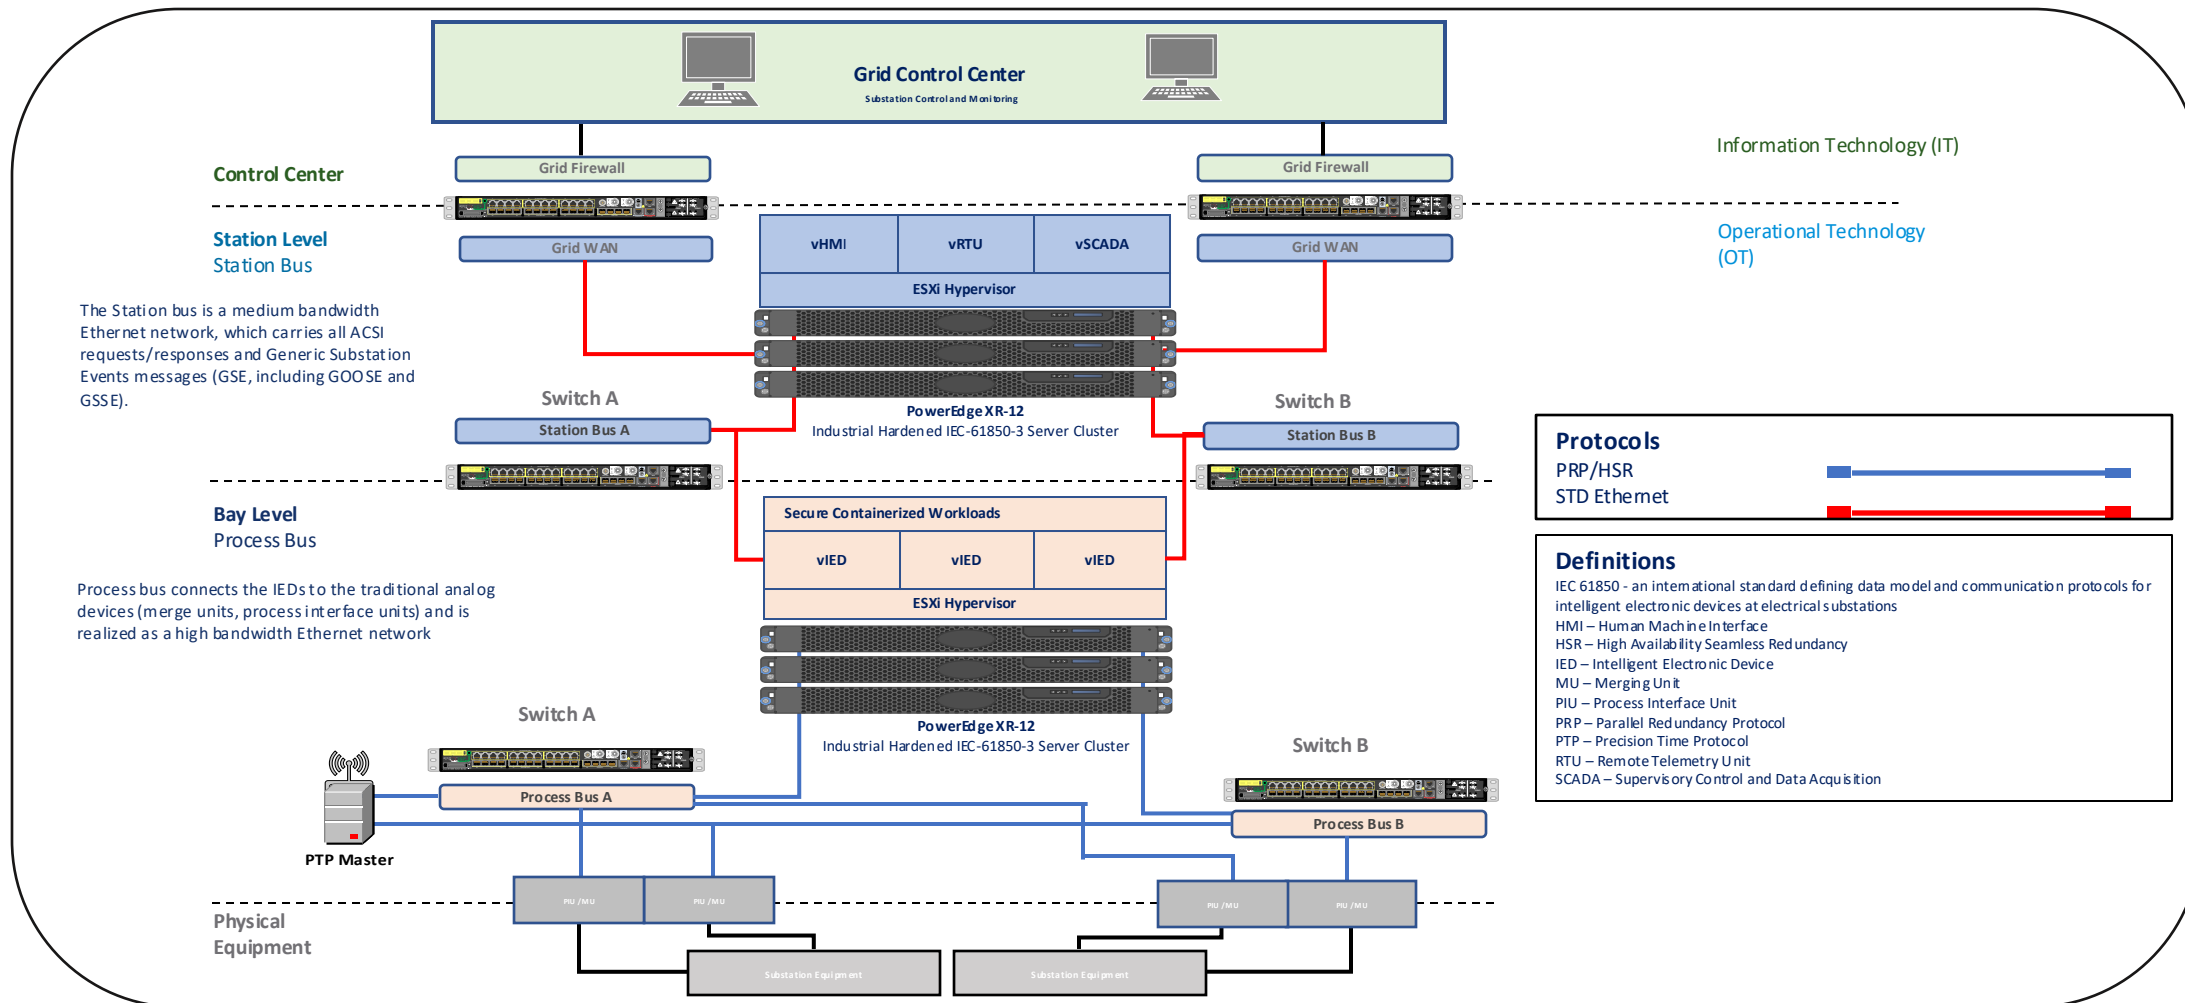 Grid Control Center
Substation Control and Monitoring
Information Technology (IT)
Grid Firewall
Grid Firewall
Control Center
Station Level
Station Bus
Grid WAN
vHMI
vRTU
vSCADA
Grid WAN
Operational Technology
(OT)
ESXi Hypervisor
The Station bus is a medium bandwidth
Ethernet network, which carries all ACSI
requests/responses and Generic Substation
Events messages (GSE, including GOOSE and
GSSE).
Switch A
Switch B
PowerEdge XR-12
Industrial Hardened IEC-61850-3 Server Cluster
Station Bus A
Station Bus B
Protocols
PRP/HSR
STD Ethernet
Bay Level
Process Bus
Secure Containerized Workloads
vIED
vIED
vIED
ESXi Hypervisor
Process bus connects the IEDs to the traditional analog
devices (merge units, process interface units) and is
realized as a high bandwidth Ethernet network
Definitions
IEC 61850 - an international standard defining data model and communication protocols for
intelligent electronic devices at electrical substations
HMI – Human Machine Interface
HSR – High Availability Seamless Redundancy
IED – Intelligent Electronic Device
MU – Merging Unit
PIU – Process Interface Unit
PRP – Parallel Redundancy Protocol
PTP – Precision Time Protocol
RTU – Remote Telemetry Unit
SCADA – Supervisory Control and Data Acquisition
Switch A
PowerEdge XR-12
Industrial Hardened IEC-61850-3 Server Cluster
Switch B
Process Bus A
Process Bus B
PTP Master
PIU /MU
PIU /MU
PIU /MU
PIU /MU
Physical
Equipment
Substation Equipment
Substation Equipment